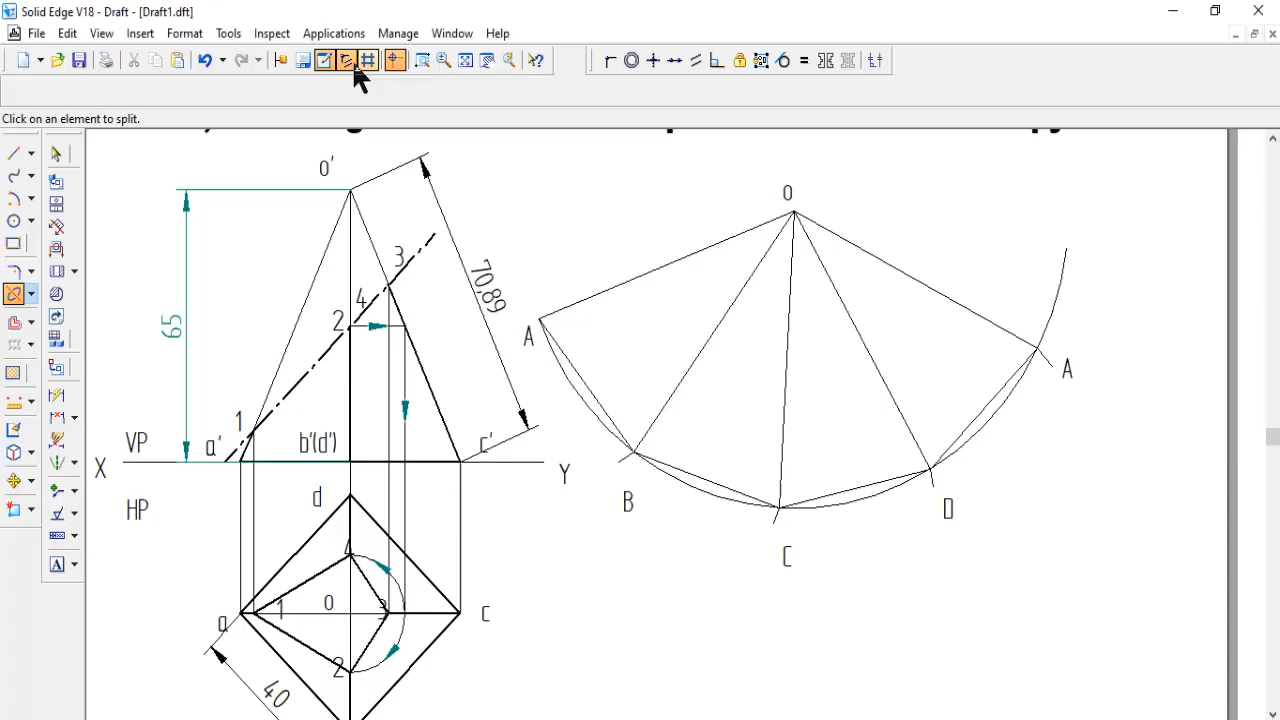 Solid Edge V18 - Draft - [Draft1.dft]
File Edit View Insert Format Tools Inspect Applications Manage Window Help
Click on an element to split.
o'
O
3
70,89
4
2
65
A
A
1
a'
b'(d')
c'
VP
X
Y
HP
d
B
D
C
4
1
O
3
c
a
2
40
A